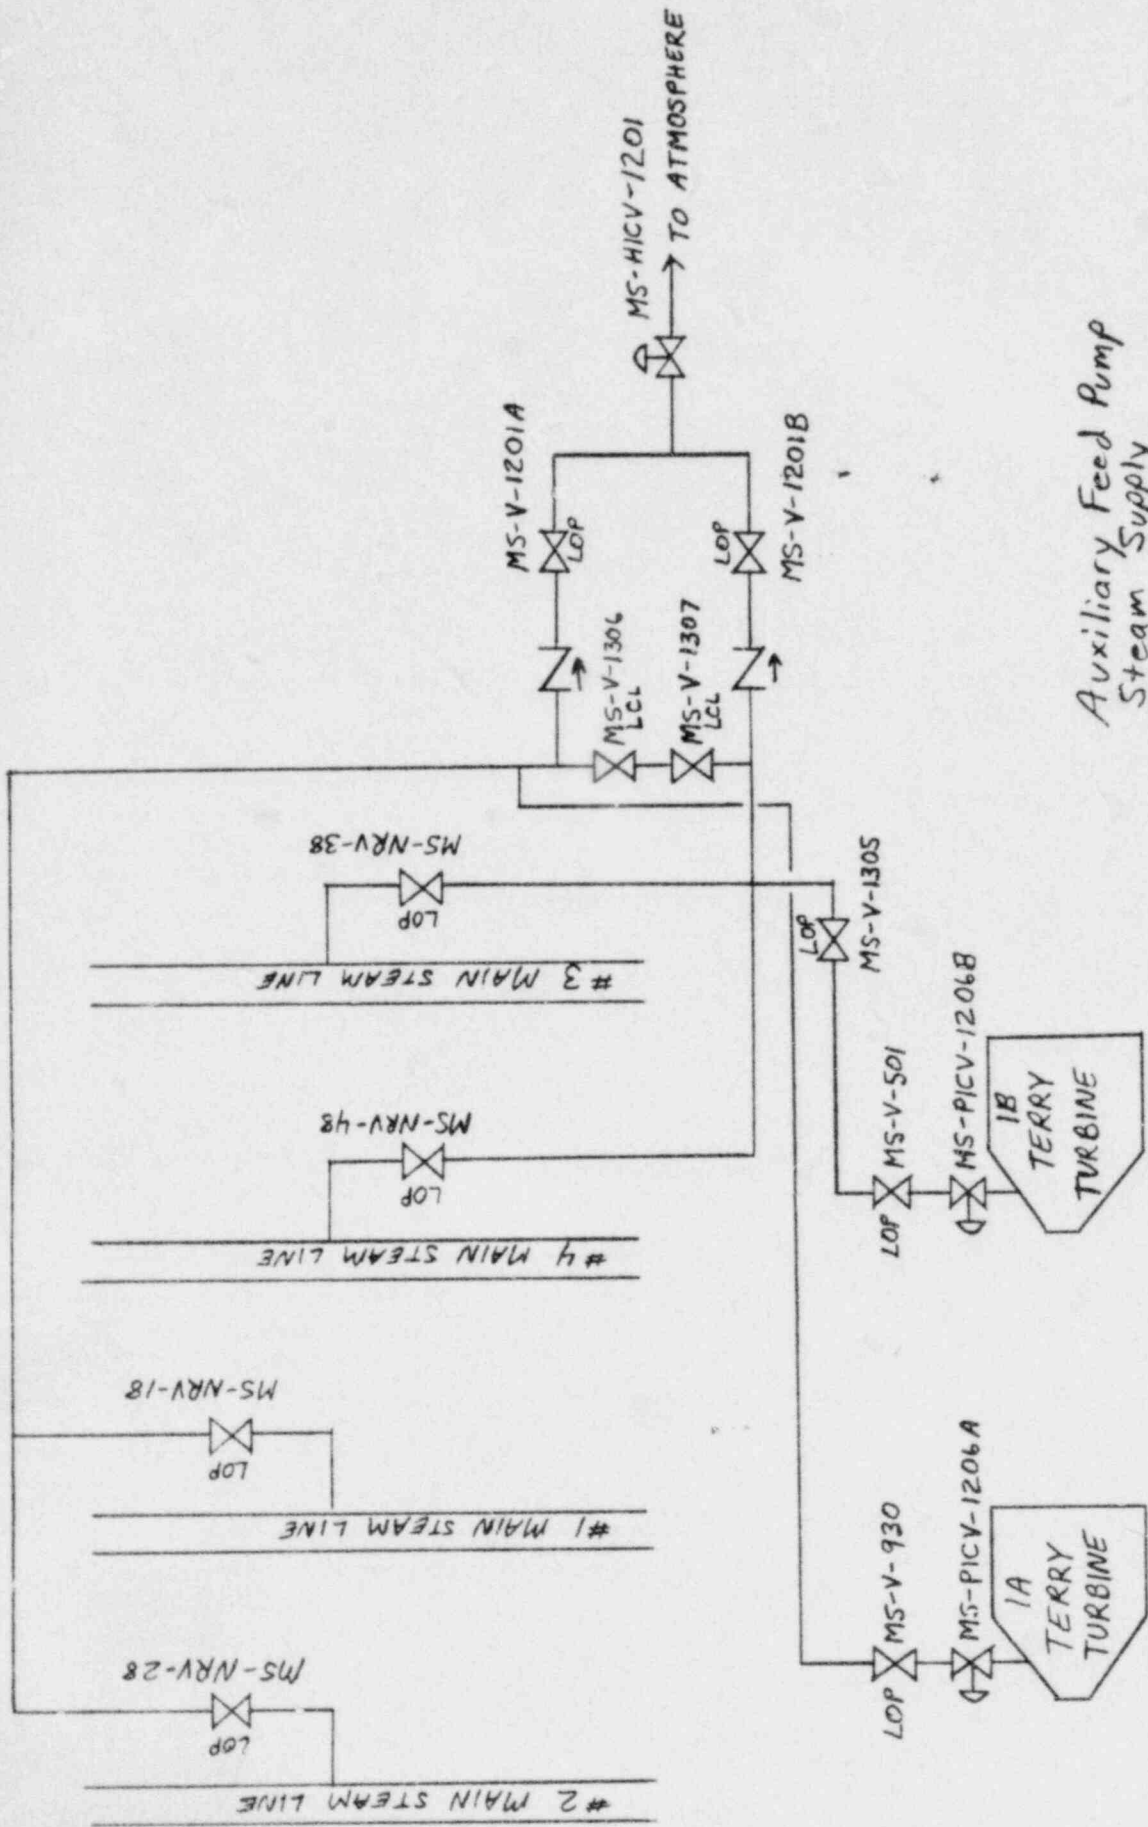 MS-HICV-1201
TO ATMOSPHERE
MS-V-1201A
LOP
MS-V-1306
LCL
MS-V-1307
LCL
LOP
MS-V-1201B
MS-NRV-38
LOP
#3 MAIN STEAM LINE
MS-NRV-48
LOP
#4 MAIN STEAM LINE
MS-NRV-18
LOP
#1 MAIN STEAM LINE
MS-NRV-28
LOP
#2 MAIN STEAM LINE
LOP
MS-V-1305
LOP
MS-V-501
MS-PICV-1206B
1B
TERRY
TURBINE
LOP
MS-V-930
MS-PICV-1206A
1A
TERRY
TURBINE
Auxiliary Feed Pump
Steam Supply